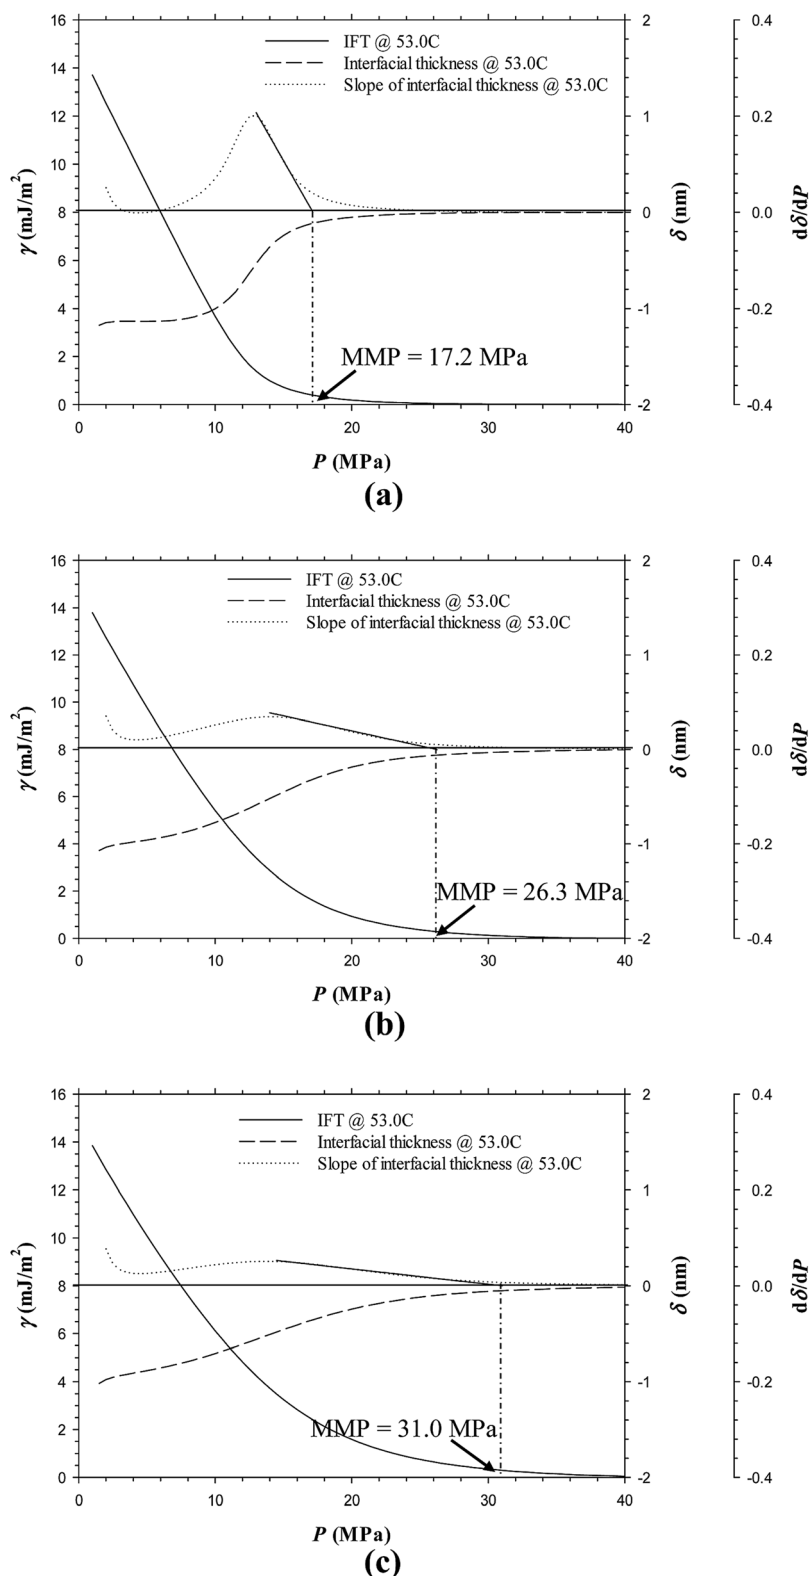 16
14
12
10
8
6
4
2
0
γ (mJ/m²)
IFT @ 53.0C
Interfacial thickness @ 53.0C
Slope of interfacial thickness @ 53.0C
MMP = 17.2 MPa
2
1
0
-1
-2
δ (nm)
0.4
0.2
0.0
-0.2
-0.4
dδ/dP
0 10 20 30 40
P (MPa)
(a)
16
14
12
10
8
6
4
2
0
γ (mJ/m²)
IFT @ 53.0C
Interfacial thickness @ 53.0C
Slope of interfacial thickness @ 53.0C
MMP = 26.3 MPa
2
1
0
-1
-2
δ (nm)
0.4
0.2
0.0
-0.2
-0.4
dδ/dP
0 10 20 30 40
P (MPa)
(b)
16
14
12
10
8
6
4
2
0
γ (mJ/m²)
IFT @ 53.0C
Interfacial thickness @ 53.0C
Slope of interfacial thickness @ 53.0C
MMP = 31.0 MPa
2
1
0
-1
-2
δ (nm)
0.4
0.2
0.0
-0.2
-0.4
dδ/dP
0 10 20 30 40
P (MPa)
(c)